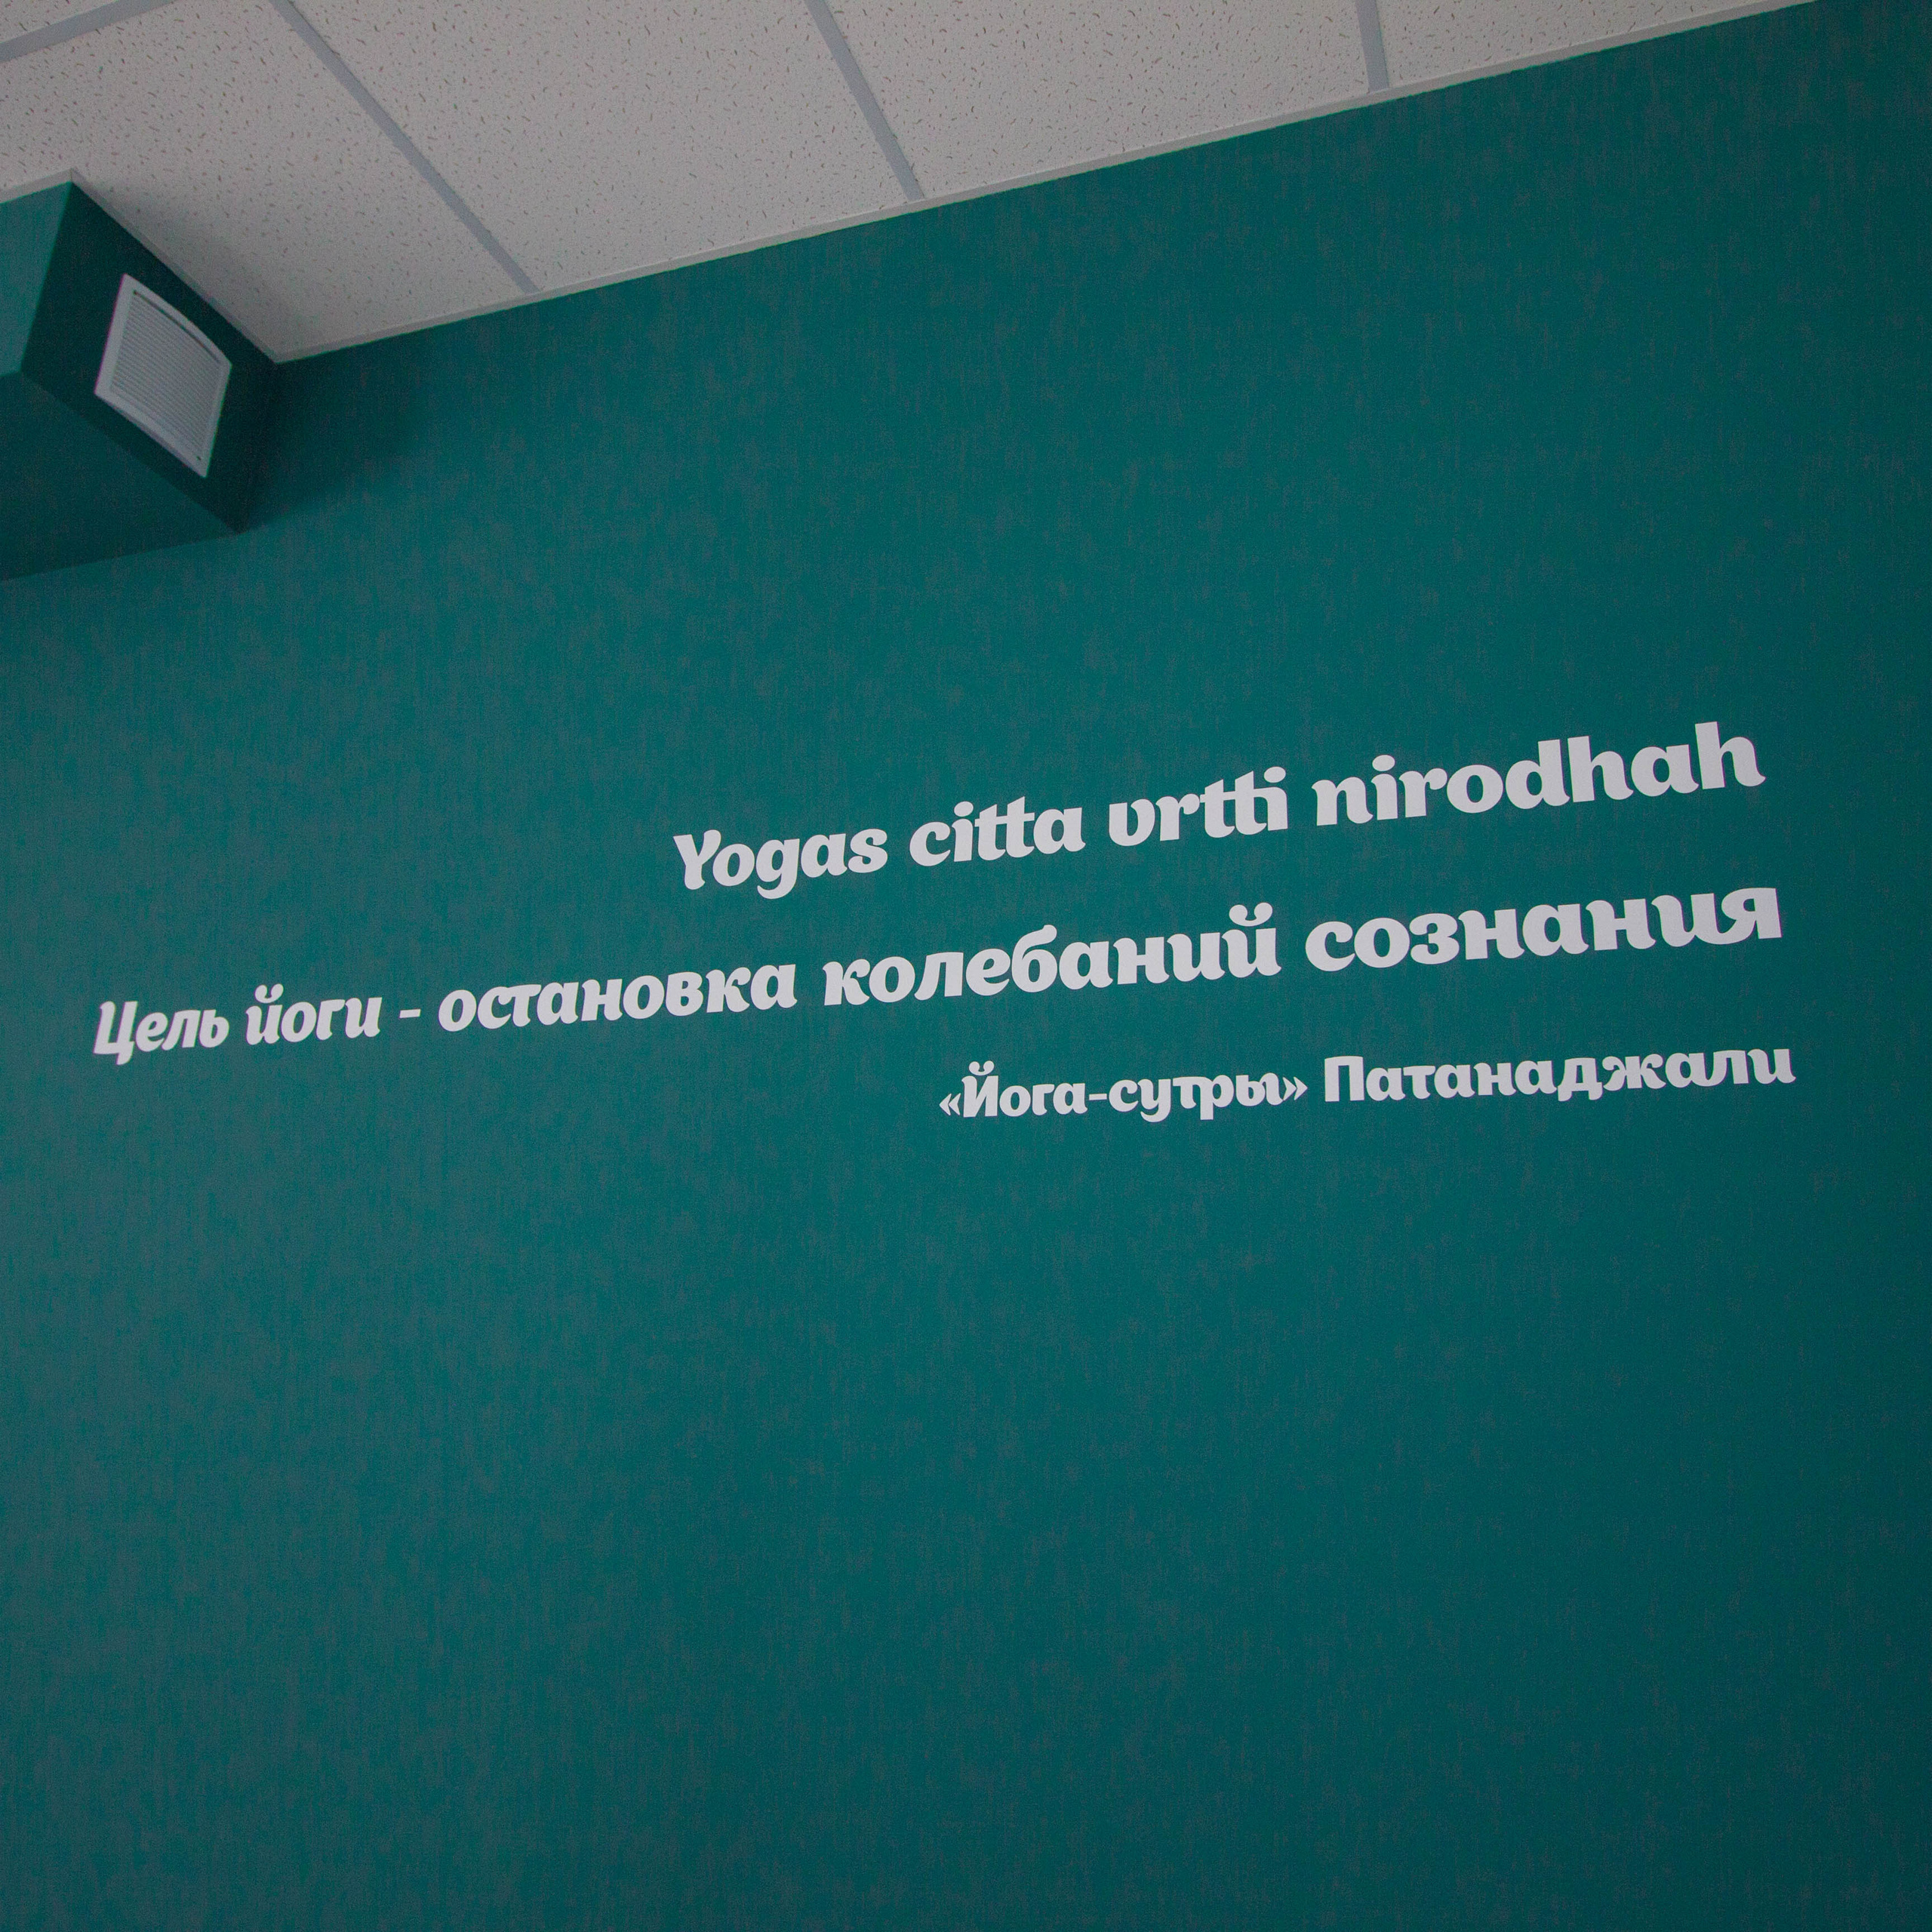 Yogas citta vrtti nirodhah
Цель йоги - остановка колебаний сознания
«Йога-сутры» Патанаджали